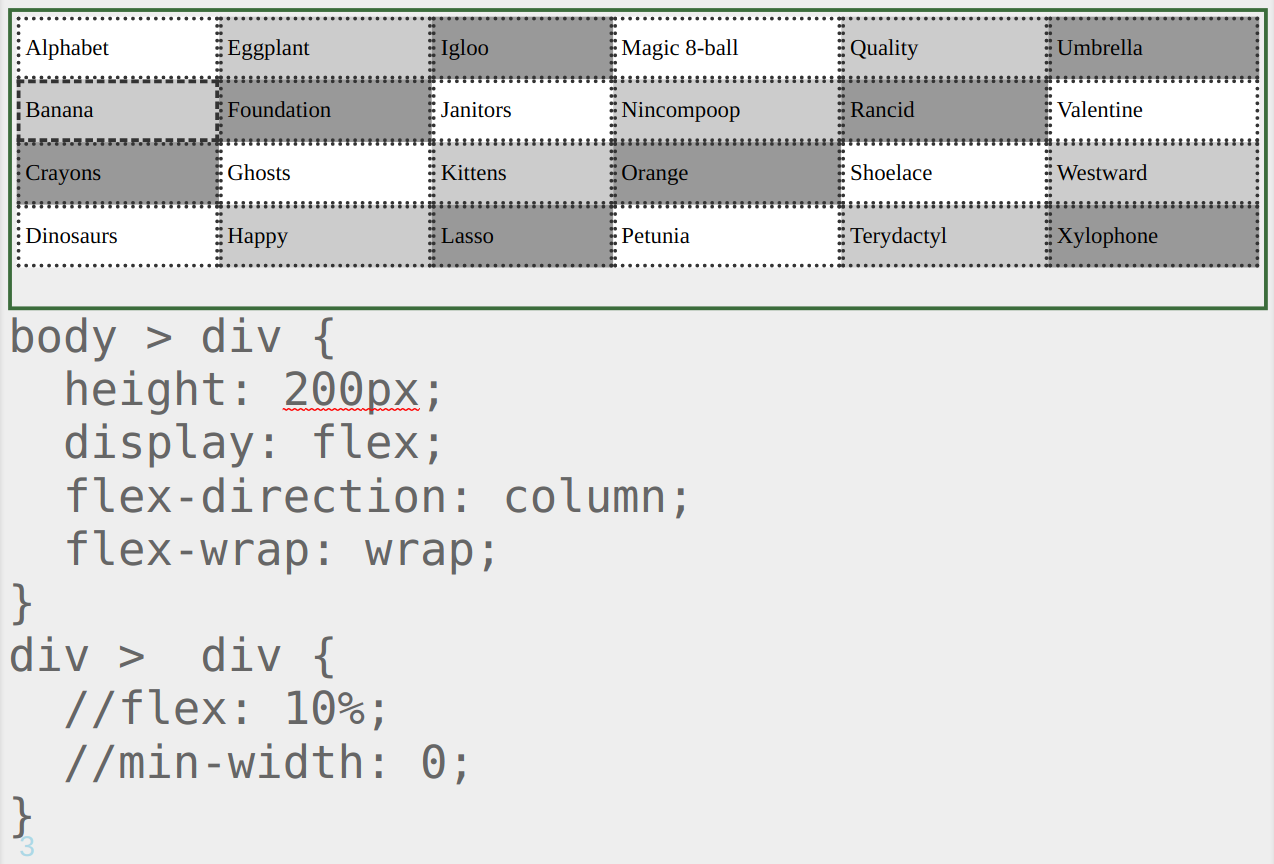 Alphabet Eggplant Igloo Magic 8-ball Quality Umbrella
Banana Foundation Janitors Nincompoop Rancid Valentine
Crayons Ghosts Kittens Orange Shoelace Westward
Dinosaurs Happy Lasso Petunia Terydactyl Xylophone
body > div {
  height: 200px;
  display: flex;
  flex-direction: column;
  flex-wrap: wrap;
}
div >  div {
  //flex: 10%;
  //min-width: 0;
}
3